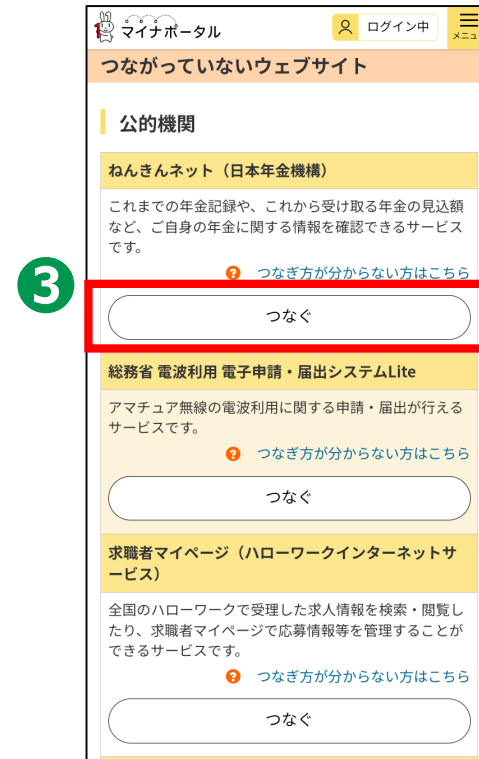 マイナポータル
ログイン中
メニュー
つながっていないウェブサイト
公的機関
ねんきんネット（日本年金機構）
これまでの年金記録や、これから受け取る年金の見込額
など、ご自身の年金に関する情報を確認できるサービス
です。
? つなぎ方が分からない方はこちら
3
つなぐ
総務省 電波利用 電子申請・届出システムLite
アマチュア無線の電波利用に関する申請・届出が行える
サービスです。
? つなぎ方が分からない方はこちら
つなぐ
求職者マイページ（ハローワークインターネットサ
ービス）
全国のハローワークで受理した求人情報を検索・閲覧し
たり、求職者マイページで応募情報等を管理することが
できるサービスです。
? つなぎ方が分からない方はこちら
つなぐ